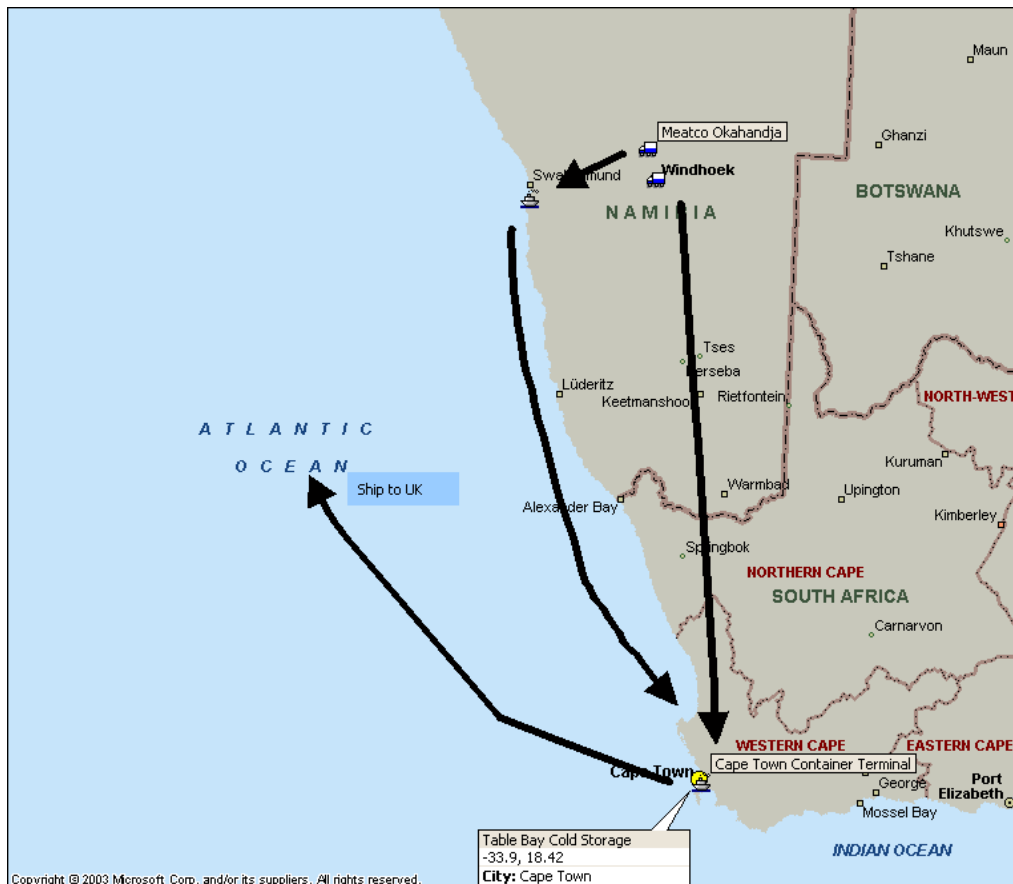 Maun
Meatco Okahandja
Ghanzi
Windhoek
BOTSWANA
NAMIBIA
Khutswe
Tshane
Tses
Lüderitz
Rietfontein
NORTH-WEST
ATLANTIC
OCEAN
Kuruman
Ship to UK
Warmbad
Upington
Alexander Bay
Kimberley
Springbok
NORTHERN CAPE
SOUTH AFRICA
Carnarvon
WESTERN CAPE
EASTERN CAPE
Cape Town
Cape Town Container Terminal
George
Port
Elizabeth
Mossel Bay
Table Bay Cold Storage
-33.9, 18.42
City: Cape Town
INDIAN OCEAN
Copyright © 2003 Microsoft Corp. and/or its suppliers. All rights reserved.